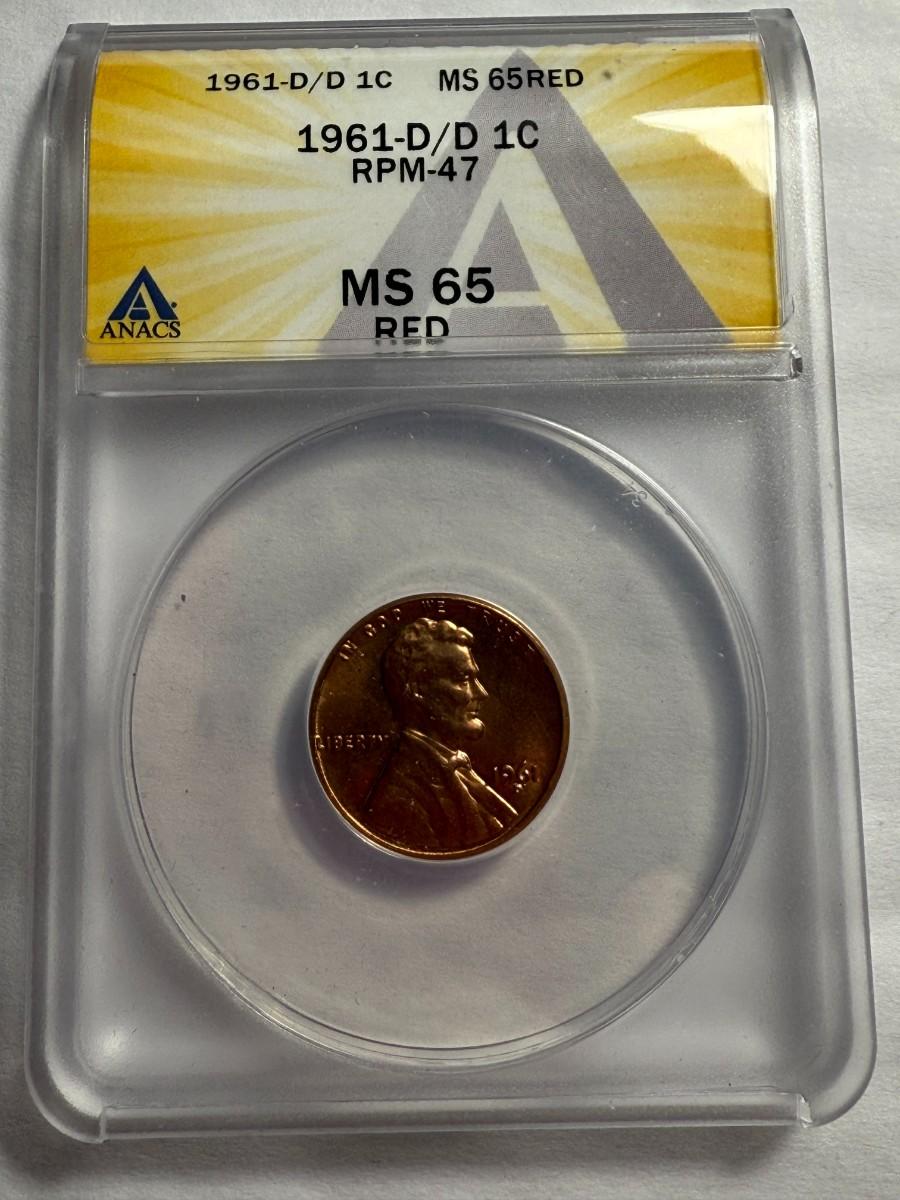 1961-D/D 1C MS 65RED
1961-D/D 1C
RPM-47
MS 65
RED
ANACS
IN GOD WE TRUST
LIBERTY
1961
D